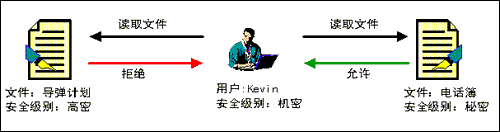 读取文件
读取文件
拒绝
允许
文件：导弹计划
安全级别：高密
用户:Kevin
安全级别：机密
文件：电话簿
安全级别：秘密